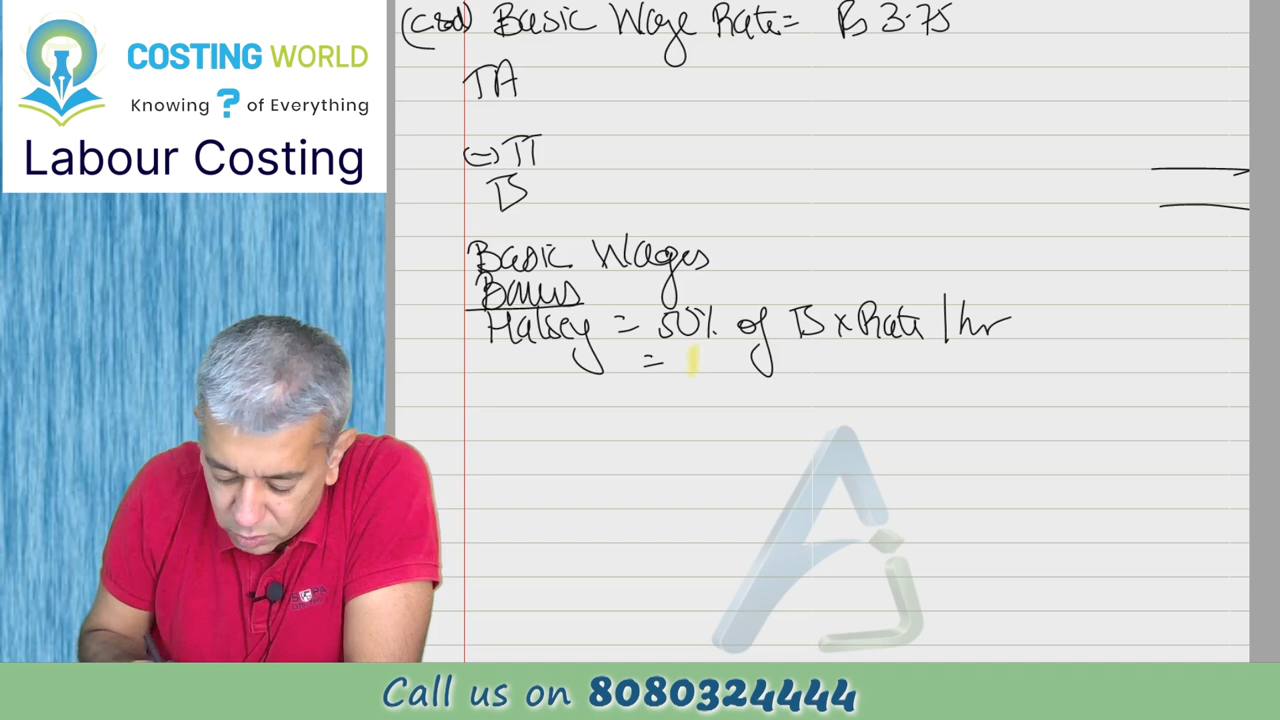 COSTING WORLD
Knowing ? of Everything
Labour Costing
Basic Wage Rate = Rs 3.75
TA
(-) TT
TS
Basic Wages
Bonus
Halsey = 50% of TS x Rate / hr
=
Call us on 8080324444